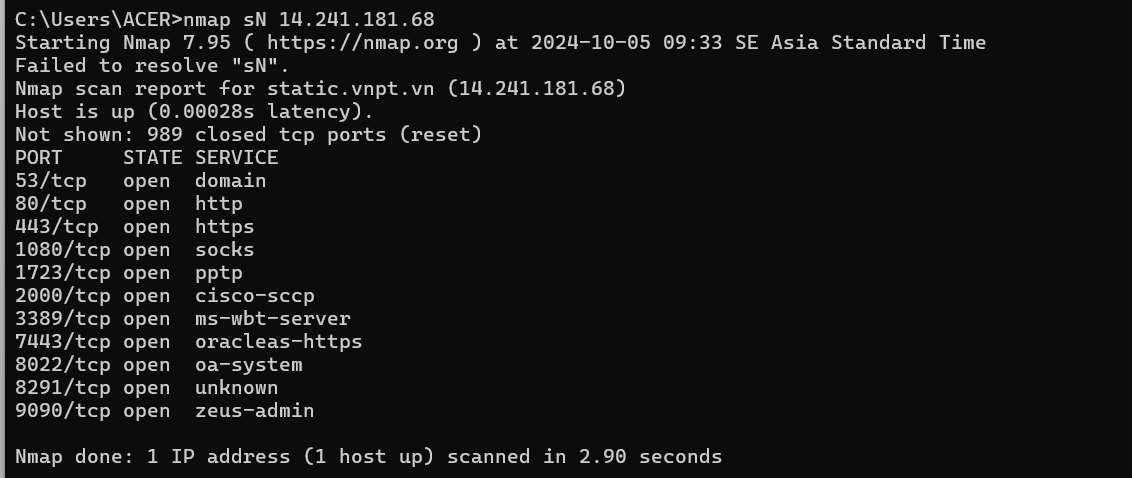 C:\Users\ACER>nmap sN 14.241.181.68
Starting Nmap 7.95 ( https://nmap.org ) at 2024-10-05 09:33 SE Asia Standard Time
Failed to resolve "sN".
Nmap scan report for static.vnpt.vn (14.241.181.68)
Host is up (0.00028s latency).
Not shown: 989 closed tcp ports (reset)
PORT     STATE SERVICE
53/tcp   open  domain
80/tcp   open  http
443/tcp  open  https
1080/tcp open  socks
1723/tcp open  pptp
2000/tcp open  cisco-sccp
3389/tcp open  ms-wbt-server
7443/tcp open  oracleas-https
8022/tcp open  oa-system
8291/tcp open  unknown
9090/tcp open  zeus-admin
Nmap done: 1 IP address (1 host up) scanned in 2.90 seconds